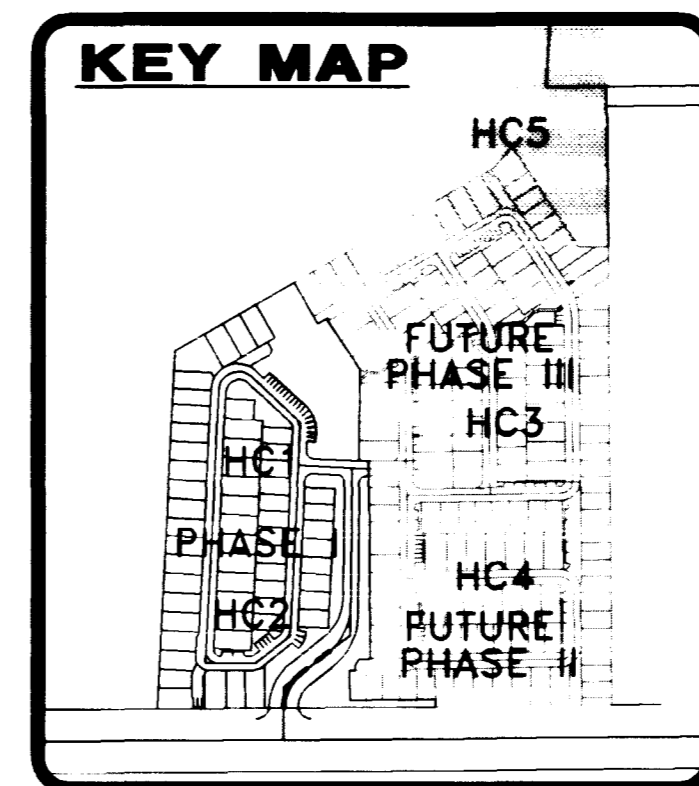 KEY MAP
HC5
FUTURE
PHASE III
HC3
HC1
PHASE I
HC2
HC4
FUTURE
PHASE II